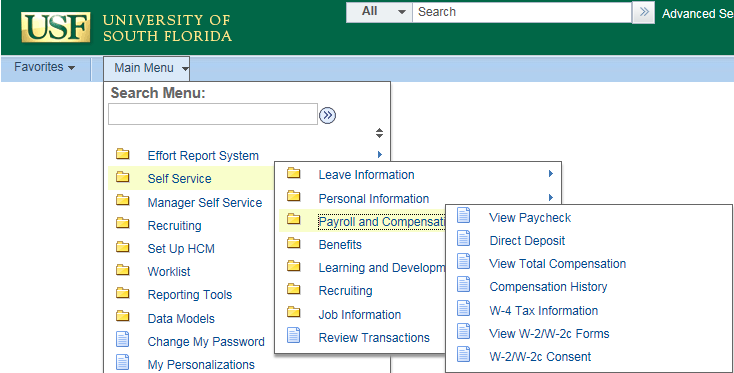 USF UNIVERSITY OF SOUTH FLORIDA
All Search Advanced Se
Favorites Main Menu
Search Menu:
Effort Report System
Self Service
Manager Self Service
Recruiting
Set Up HCM
Worklist
Reporting Tools
Data Models
Change My Password
My Personalizations
Leave Information
Personal Information
Payroll and Compensati
Benefits
Learning and Developm
Recruiting
Job Information
Review Transactions
View Paycheck
Direct Deposit
View Total Compensation
Compensation History
W-4 Tax Information
View W-2/W-2c Forms
W-2/W-2c Consent